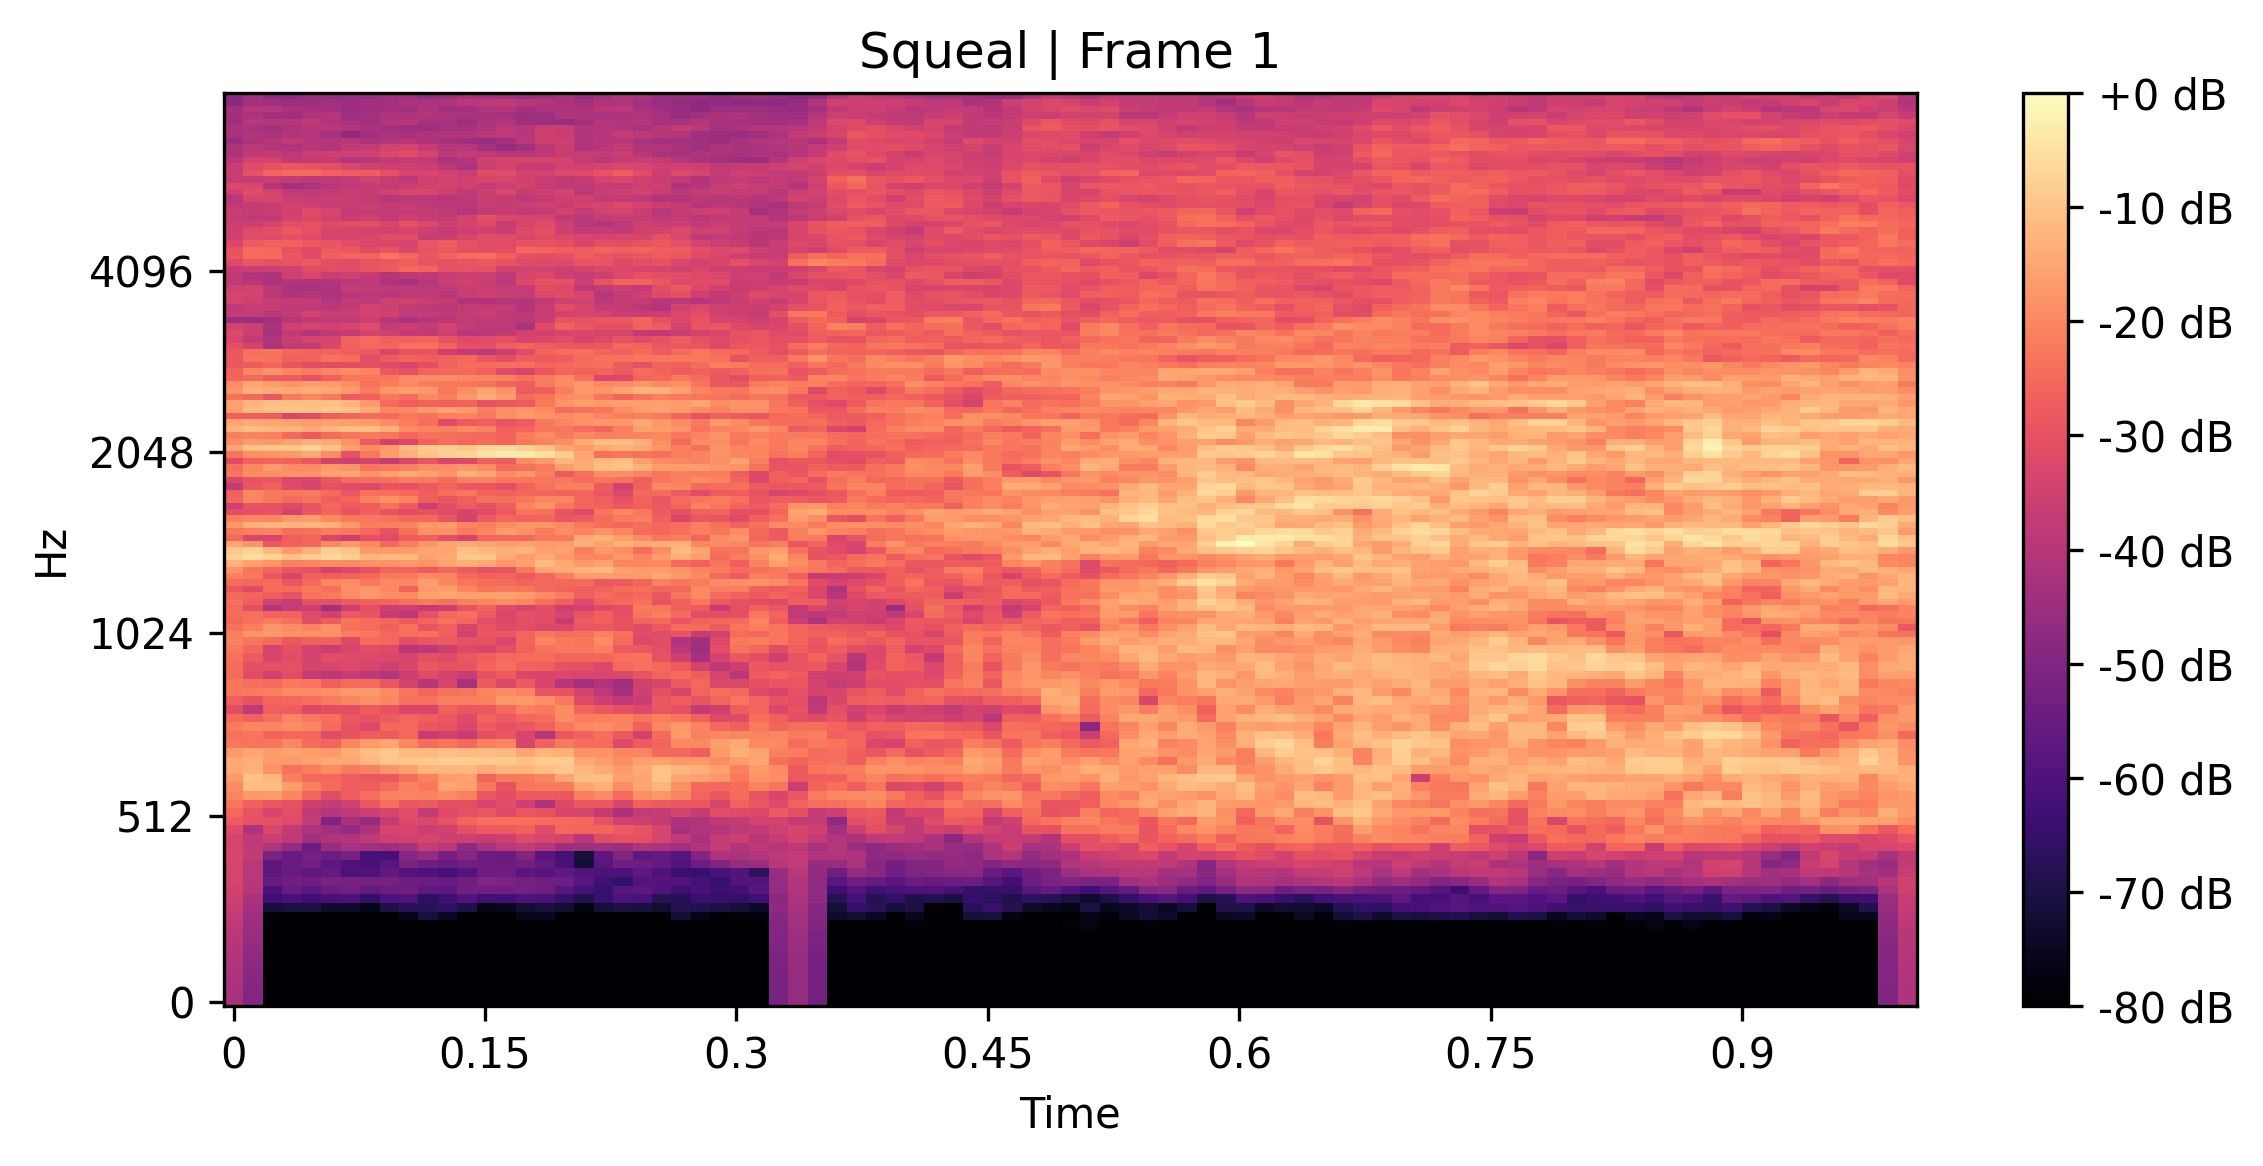 Squeal | Frame 1
Hz
4096
2048
1024
512
0
0 0.15 0.3 0.45 0.6 0.75 0.9
Time
+0 dB
-10 dB
-20 dB
-30 dB
-40 dB
-50 dB
-60 dB
-70 dB
-80 dB